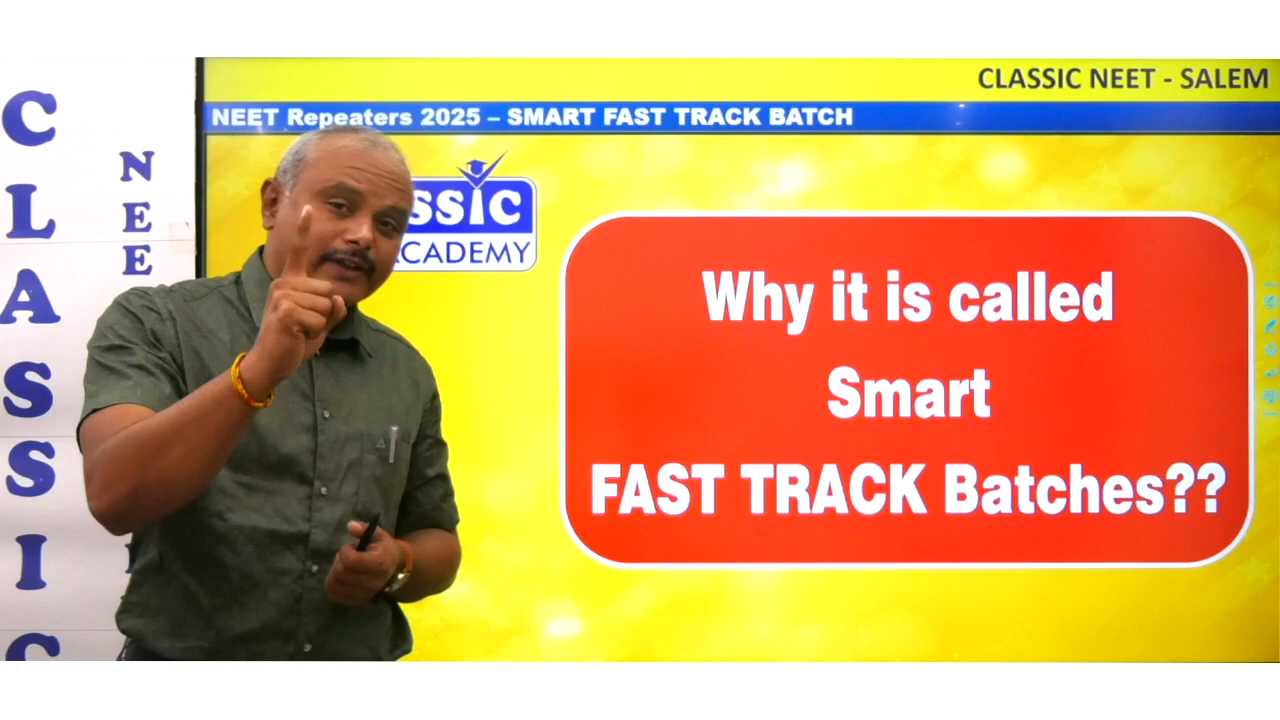 CLASSIC NEET - SALEM
NEET Repeaters 2025 – SMART FAST TRACK BATCH
C
L
A
S
S
I
C
N
E
E
SSIC
ACADEMY
Why it is called
Smart
FAST TRACK Batches??